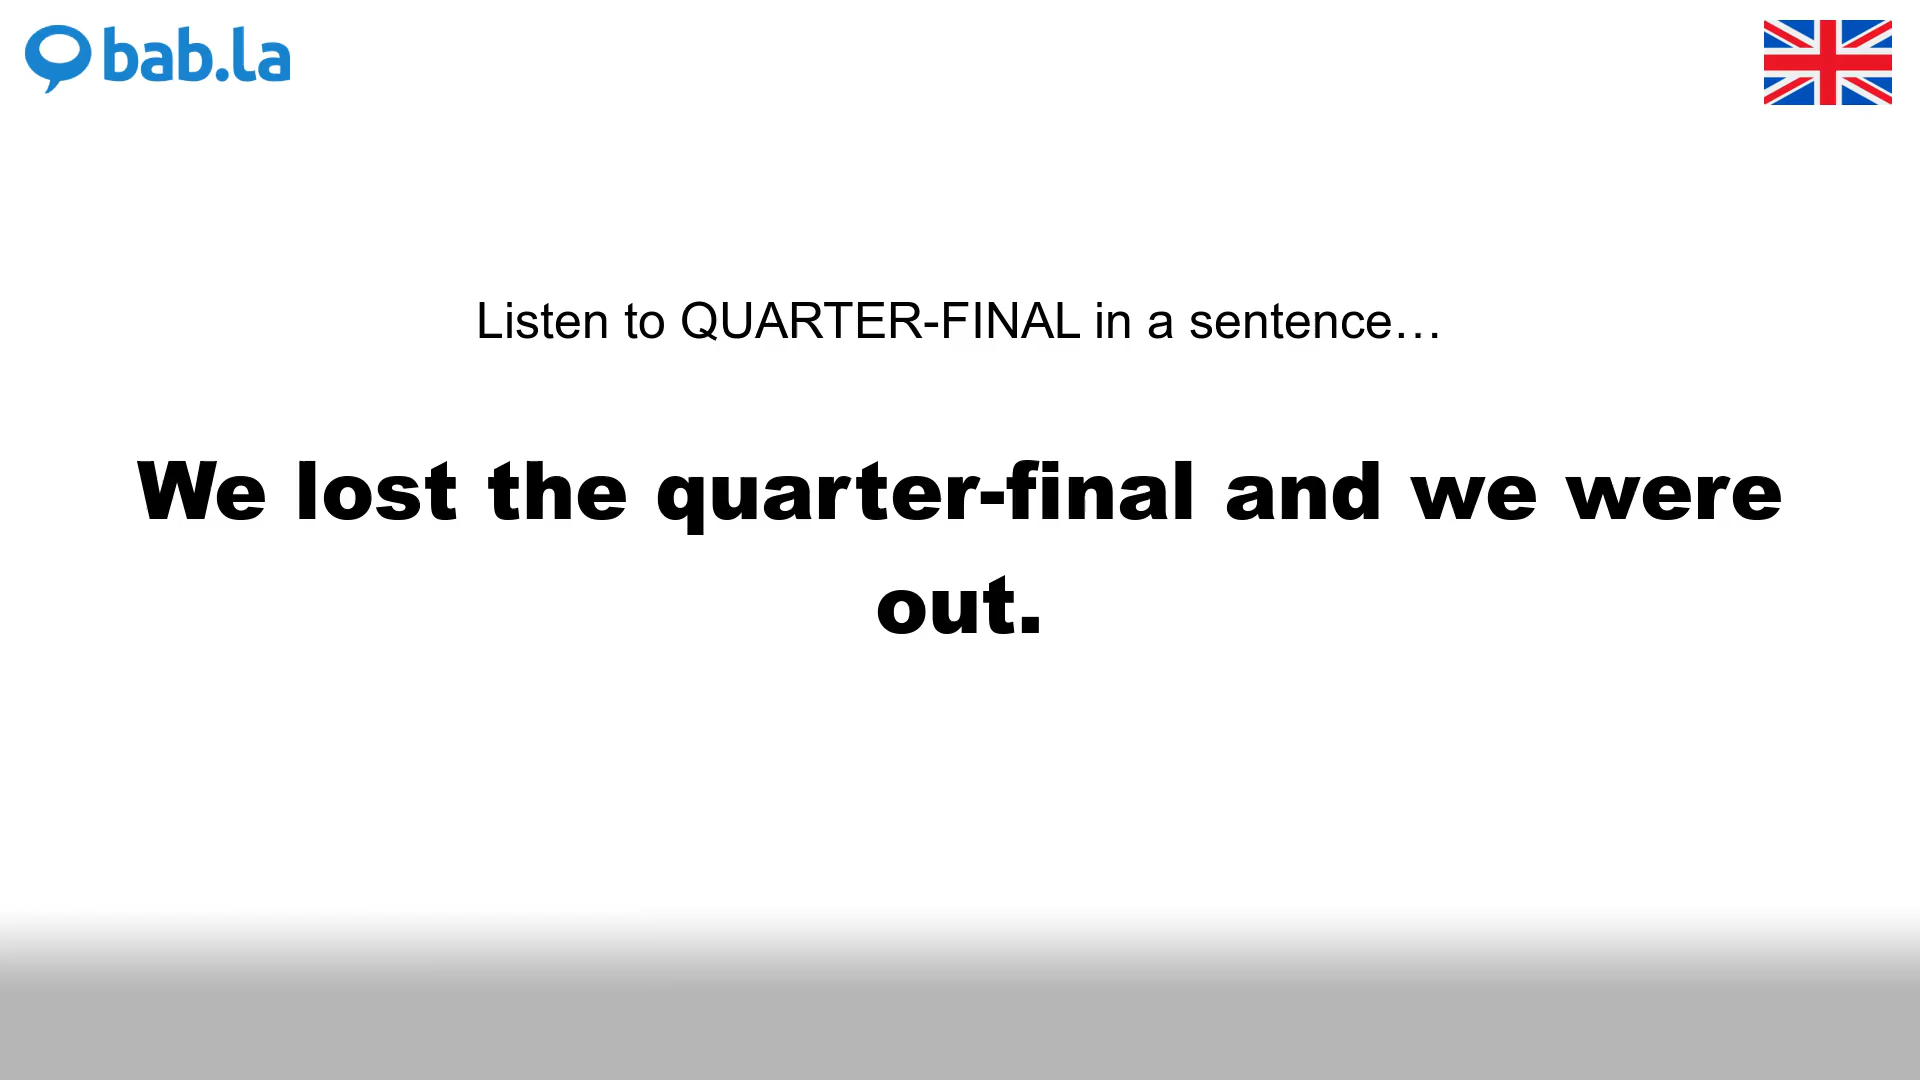 bab.la
Listen to QUARTER-FINAL in a sentence…
We lost the quarter-final and we were
out.